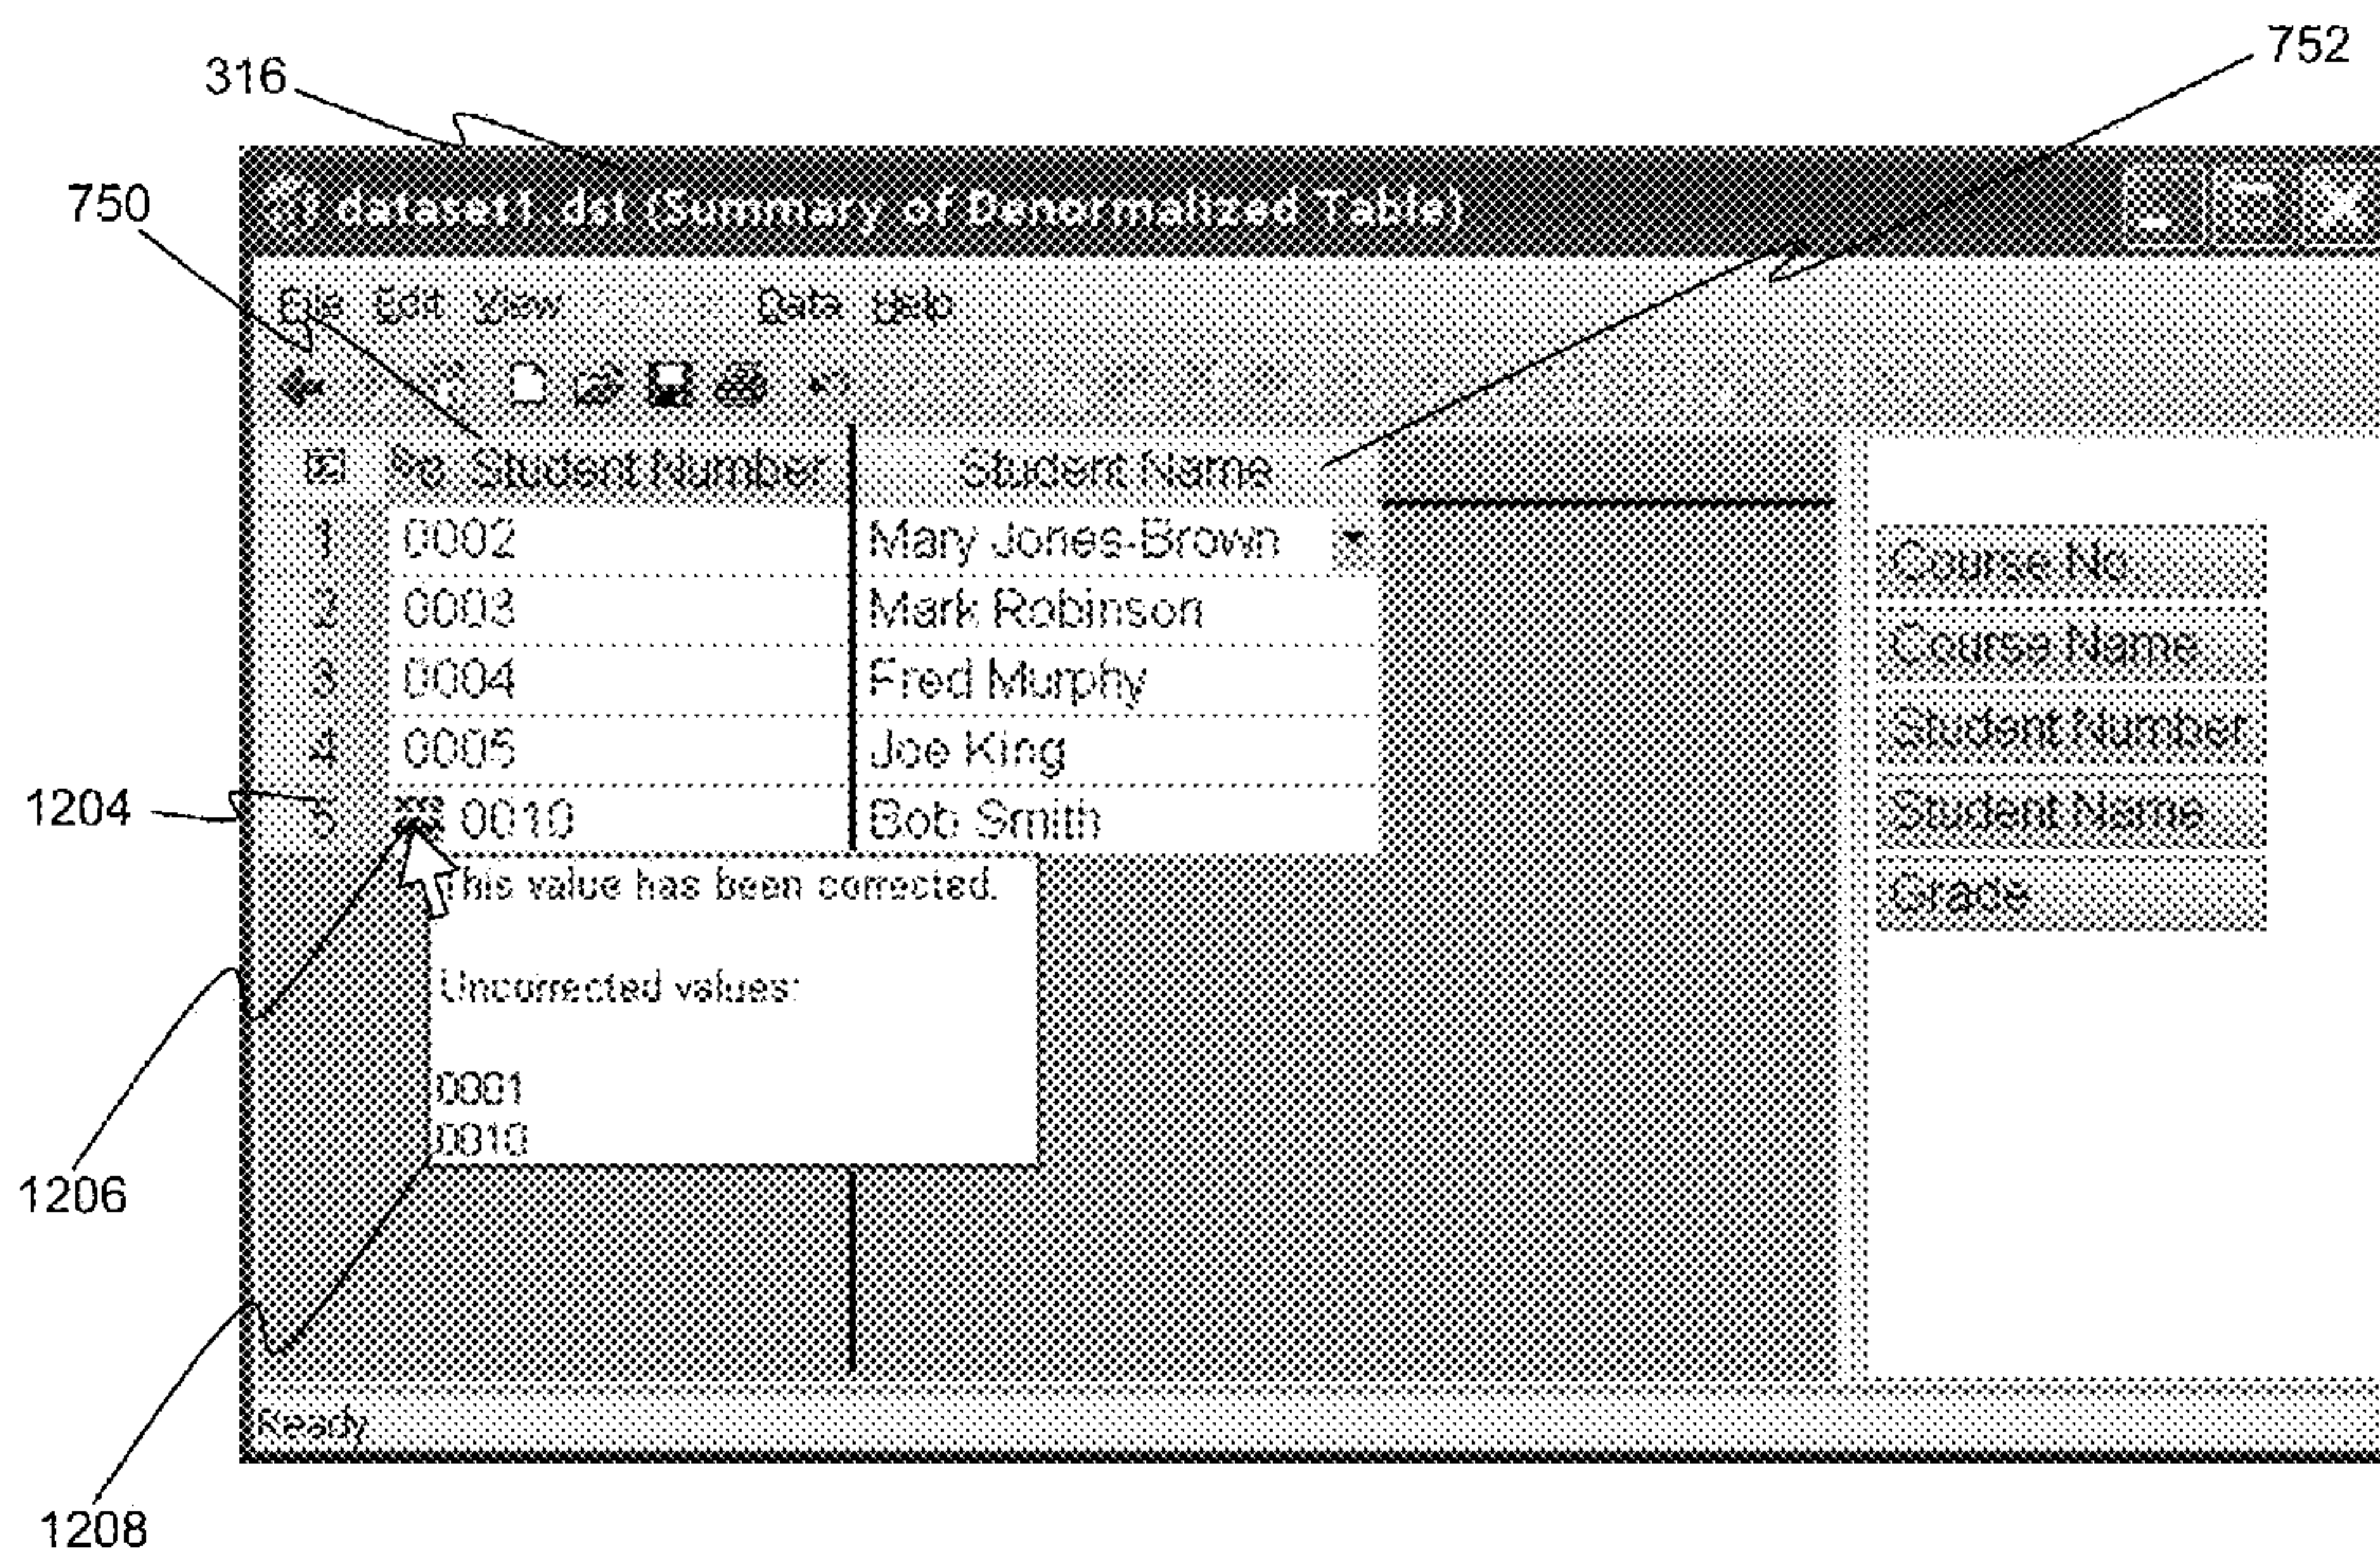 316
752
750
dataset1.dst (Summary of Denormalized Table)
File Edit View Data Help
Student Number Student Name
1 0002 Mary Jones-Brown
2 0003 Mark Robinson
3 0004 Fred Murphy
4 0005 Joe King
5 0010 Bob Smith
Course No.
Course Name
Student Number
Student Name
Grade
1204
This value has been corrected.
Uncorrected values:
0001
0010
1206
Ready
1208